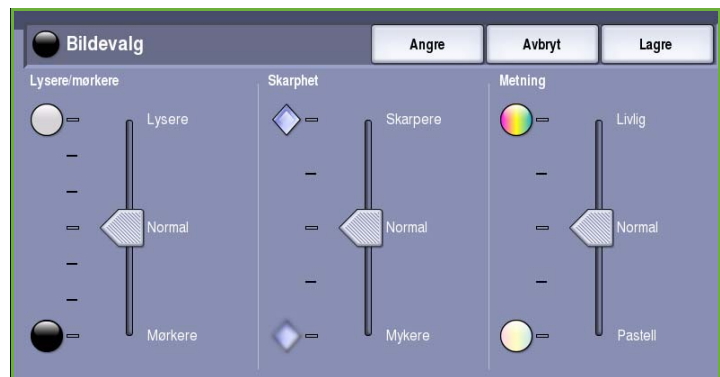 Bildevalg
Angre
Avbryt
Lagre
Lysere/mørkere
Skarphet
Metning
Lysere
Skarpere
Livlig
Normal
Normal
Normal
Mørkere
Mykere
Pastell